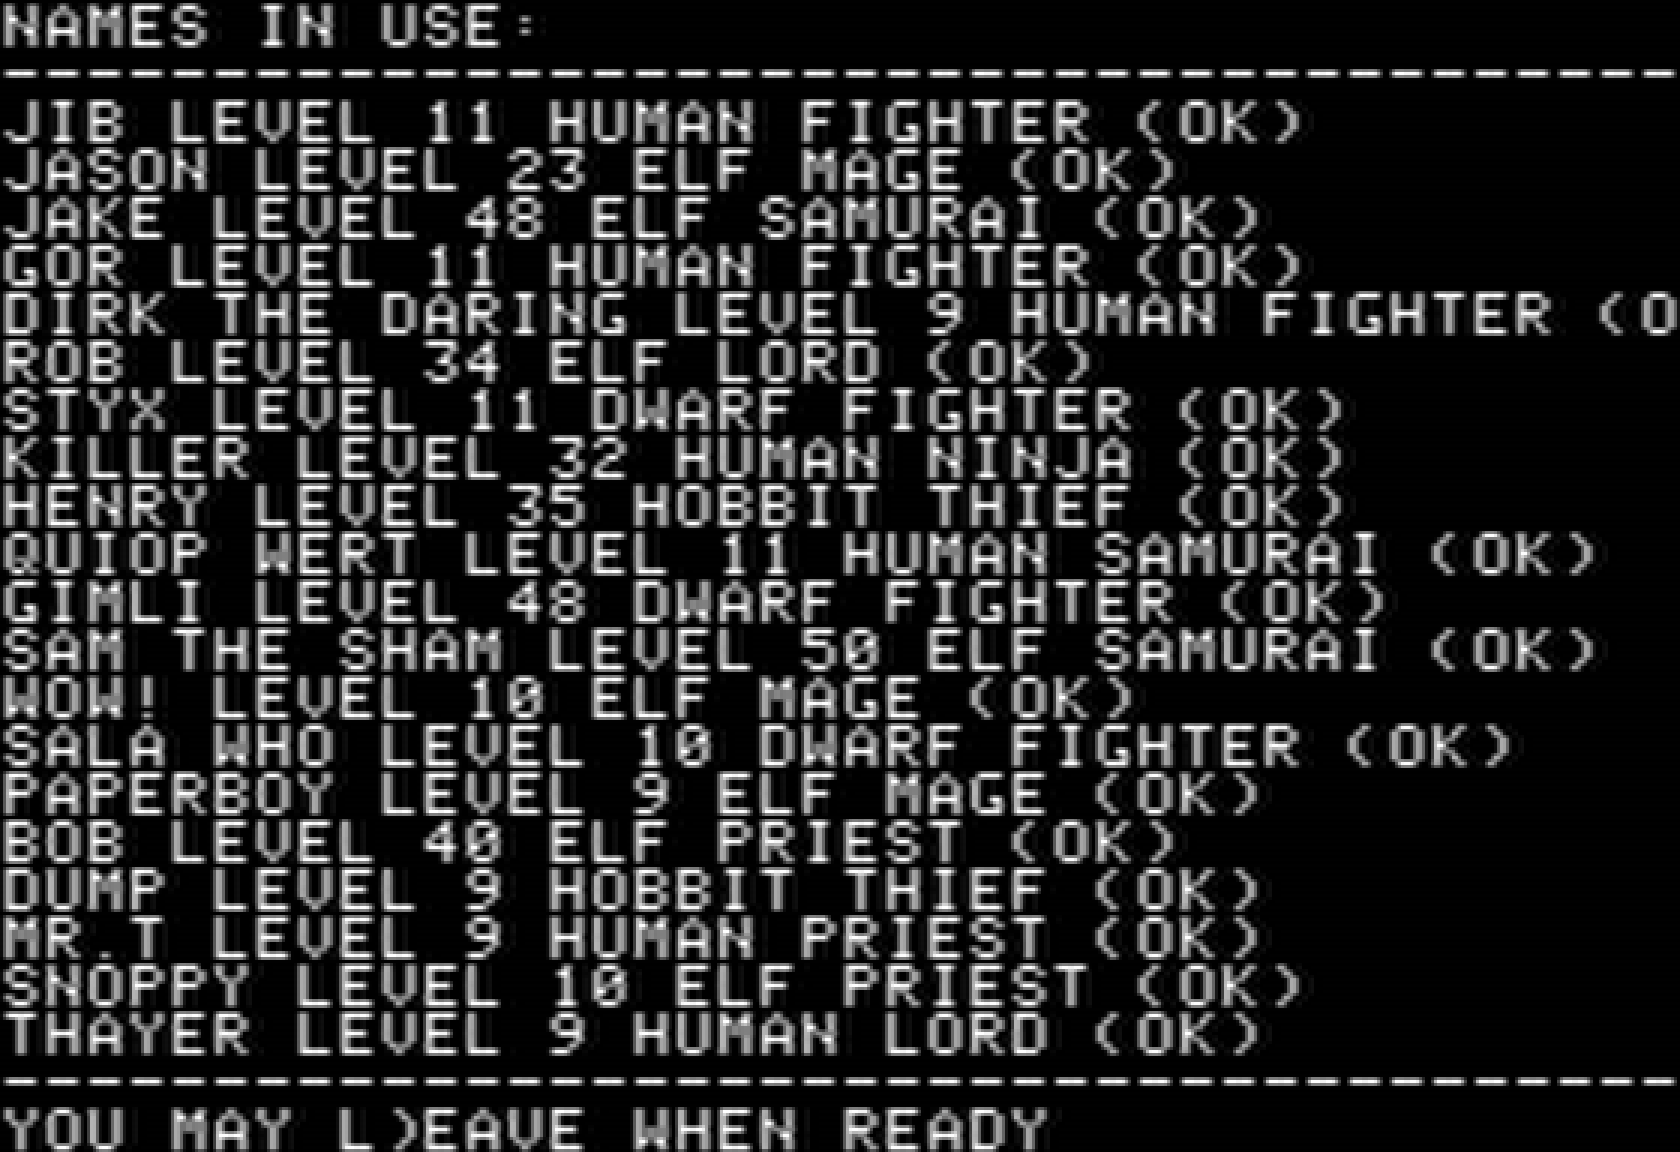 NAMES IN USE:
----------------------------------------
JIB LEVEL 11 HUMAN FIGHTER (OK)
JASON LEVEL 23 ELF MAGE (OK)
JAKE LEVEL 48 ELF SAMURAI (OK)
GOR LEVEL 11 HUMAN FIGHTER (OK)
DIRK THE DARING LEVEL 9 HUMAN FIGHTER (O
ROB LEVEL 34 ELF LORD (OK)
STYX LEVEL 11 DWARF FIGHTER (OK)
KILLER LEVEL 32 HUMAN NINJA (OK)
HENRY LEVEL 35 HOBBIT THIEF (OK)
QUIOP WERT LEVEL 11 HUMAN SAMURAI (OK)
GIMLI LEVEL 48 DWARF FIGHTER (OK)
SAM THE SHAM LEVEL 50 ELF SAMURAI (OK)
WOW! LEVEL 10 ELF MAGE (OK)
SALA WHO LEVEL 10 DWARF FIGHTER (OK)
PAPERBOY LEVEL 9 ELF MAGE (OK)
BOB LEVEL 40 ELF PRIEST (OK)
DUMP LEVEL 9 HOBBIT THIEF (OK)
MR.T LEVEL 9 HUMAN PRIEST (OK)
SNOPPY LEVEL 10 ELF PRIEST (OK)
THAYER LEVEL 9 HUMAN LORD (OK)
----------------------------------------
YOU MAY L)EAVE WHEN READY